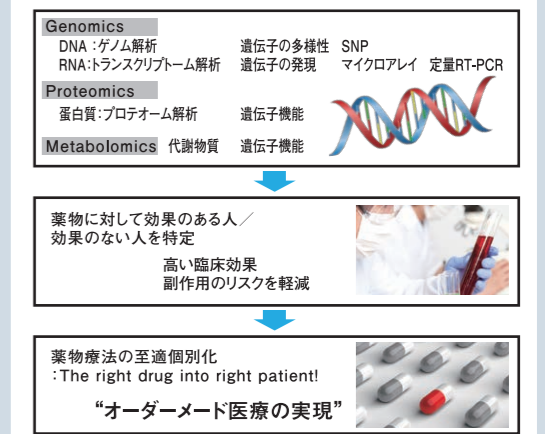 Genomics
DNA：ゲノム解析 遺伝子の多様性 SNP
RNA：トランスクリプトーム解析 遺伝子の発現 マイクロアレイ 定量RT-PCR
Proteomics
蛋白質：プロテオーム解析 遺伝子機能
Metabolomics 代謝物質 遺伝子機能
薬物に対して効果のある人／
効果のない人を特定
高い臨床効果
副作用のリスクを軽減
薬物療法の至適個別化
：The right drug into right patient!
“オーダーメード医療の実現”